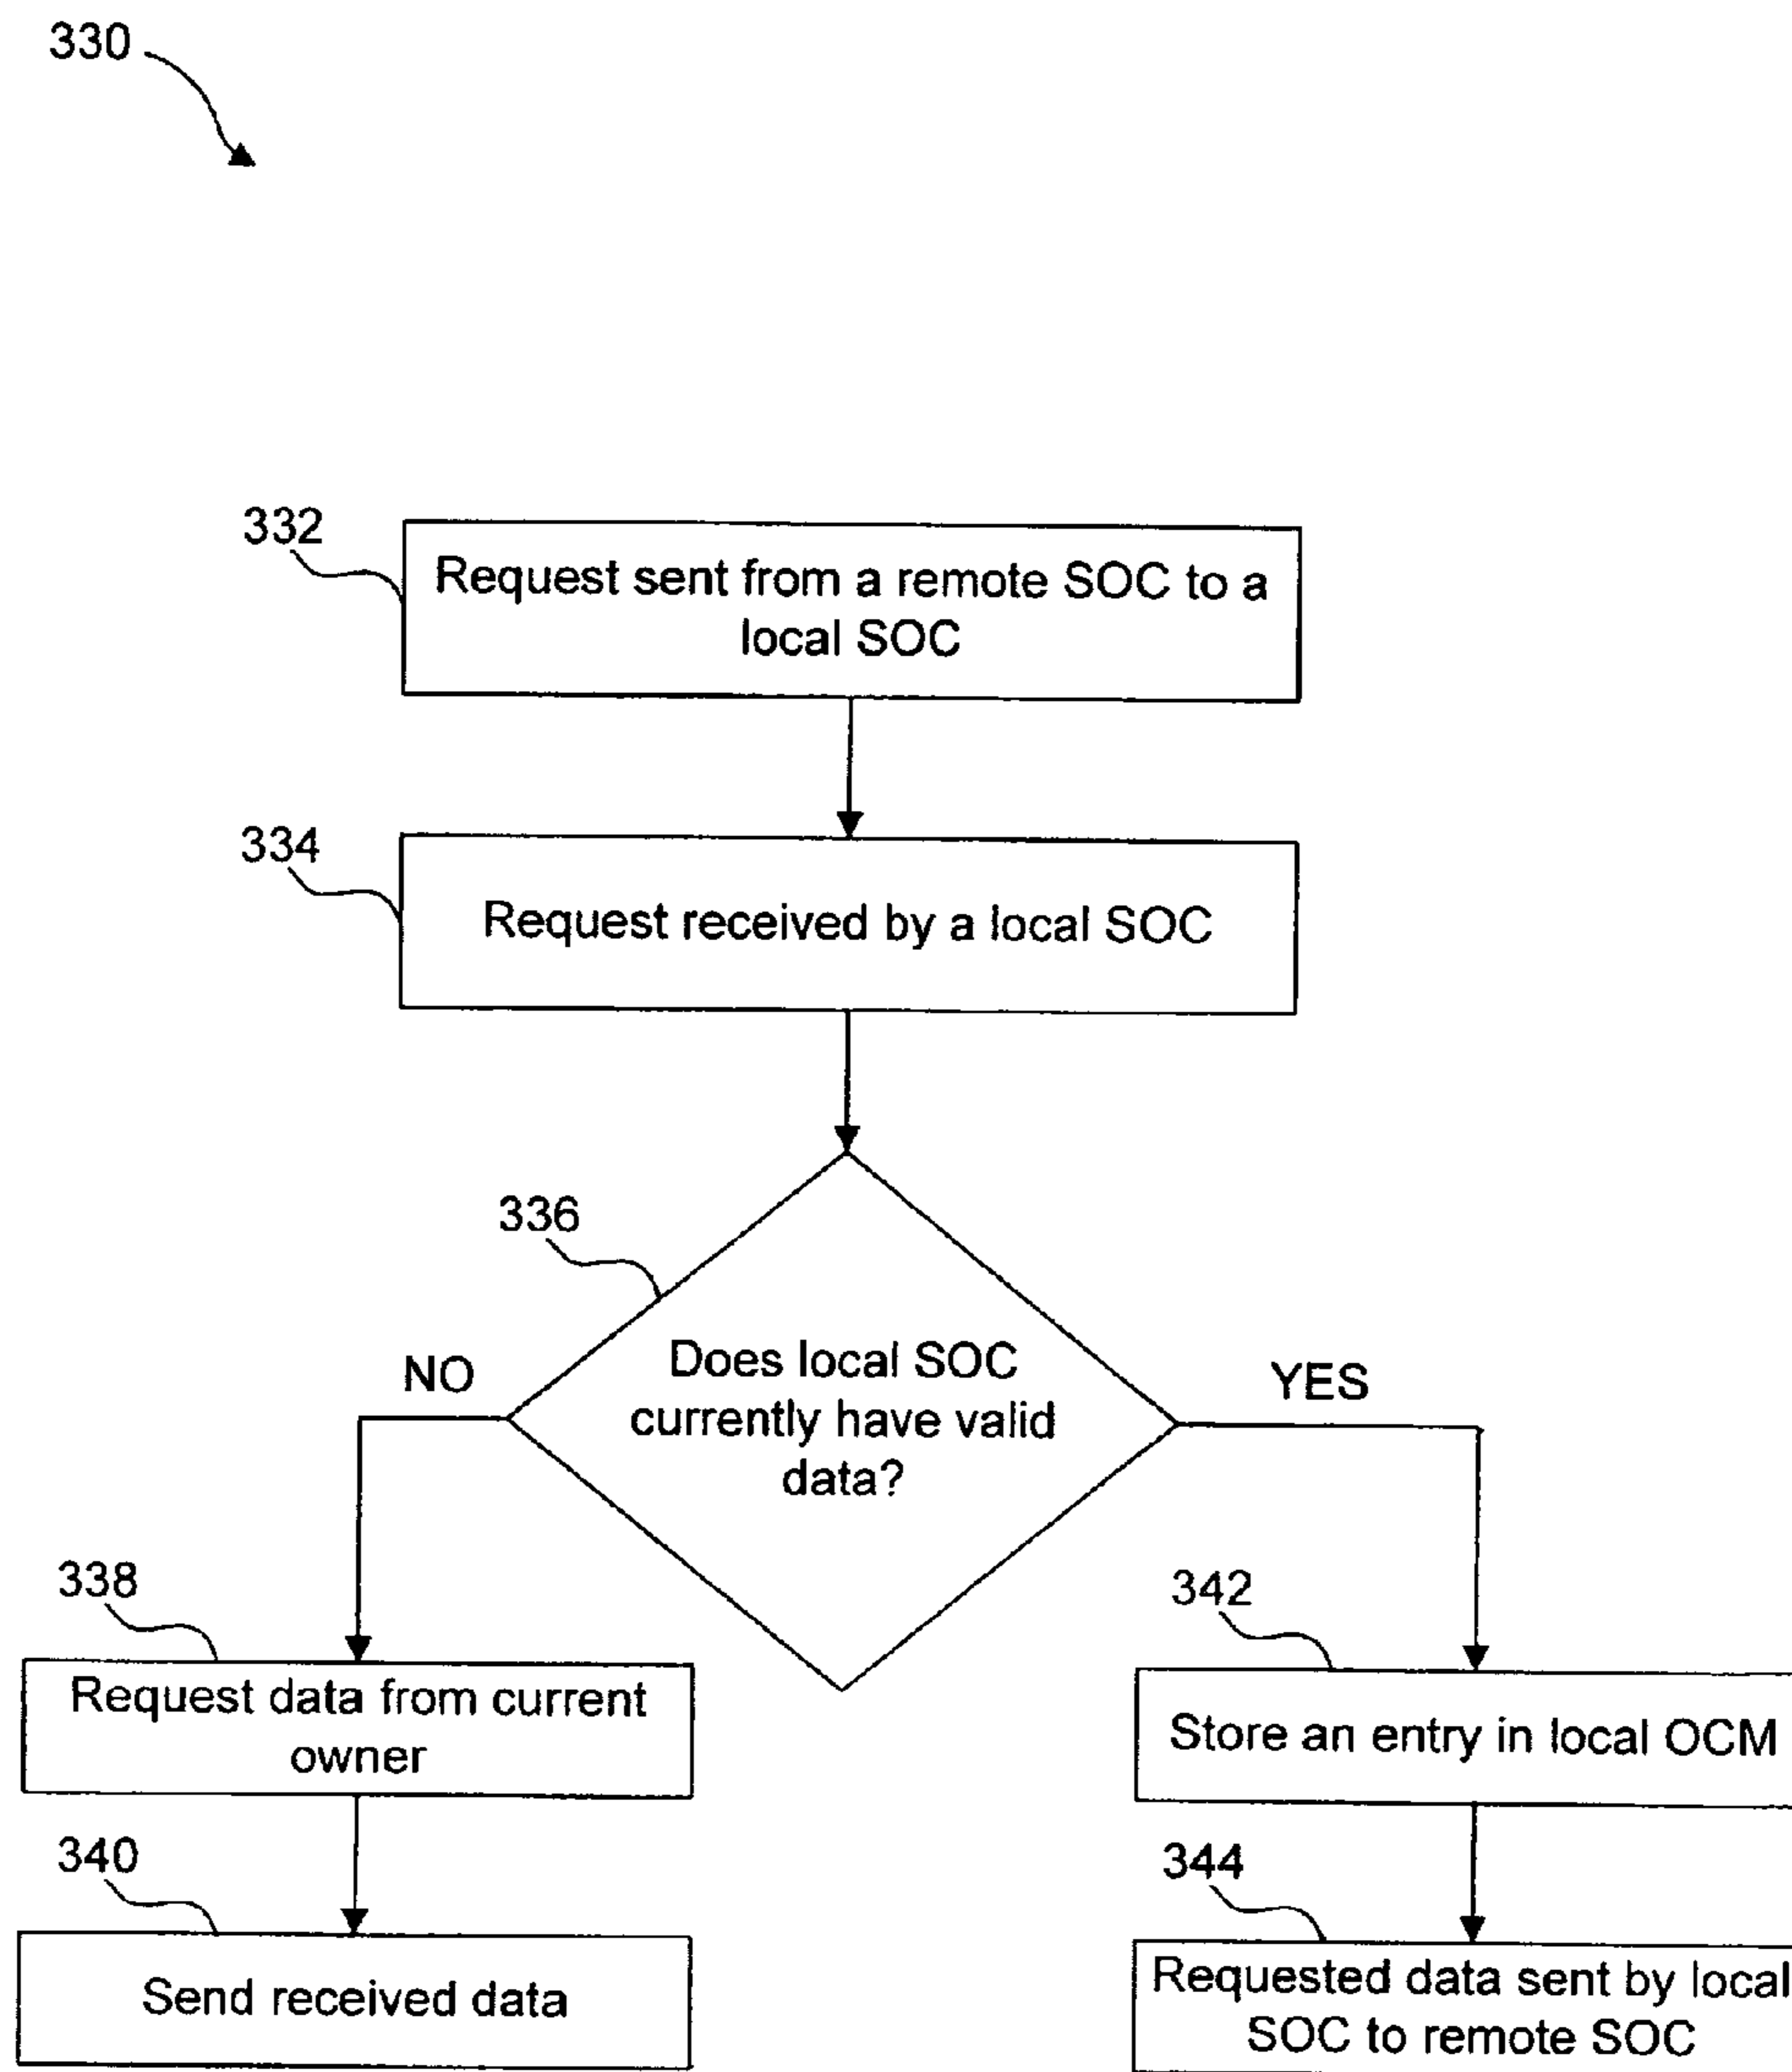 330
332
Request sent from a remote SOC to a
local SOC
334
Request received by a local SOC
336
Does local SOC
currently have valid
data?
NO
YES
338
Request data from current
owner
342
Store an entry in local OCM
340
Send received data
344
Requested data sent by local
SOC to remote SOC